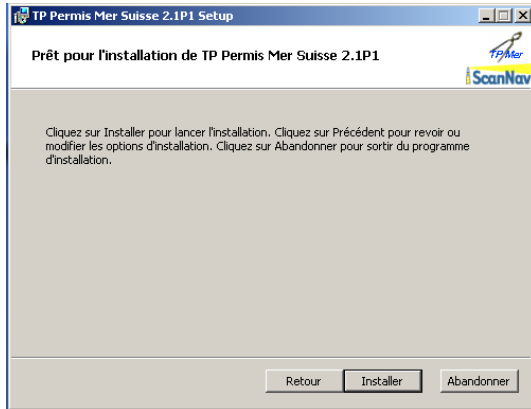 TP Permis Mer Suisse 2.1P1 Setup
Prêt pour l'installation de TP Permis Mer Suisse 2.1P1
TP/Mer
ScanNav
Cliquez sur Installer pour lancer l'installation. Cliquez sur Précédent pour revoir ou
modifier les options d'installation. Cliquez sur Abandonner pour sortir du programme
d'installation.
Retour Installer Abandonner